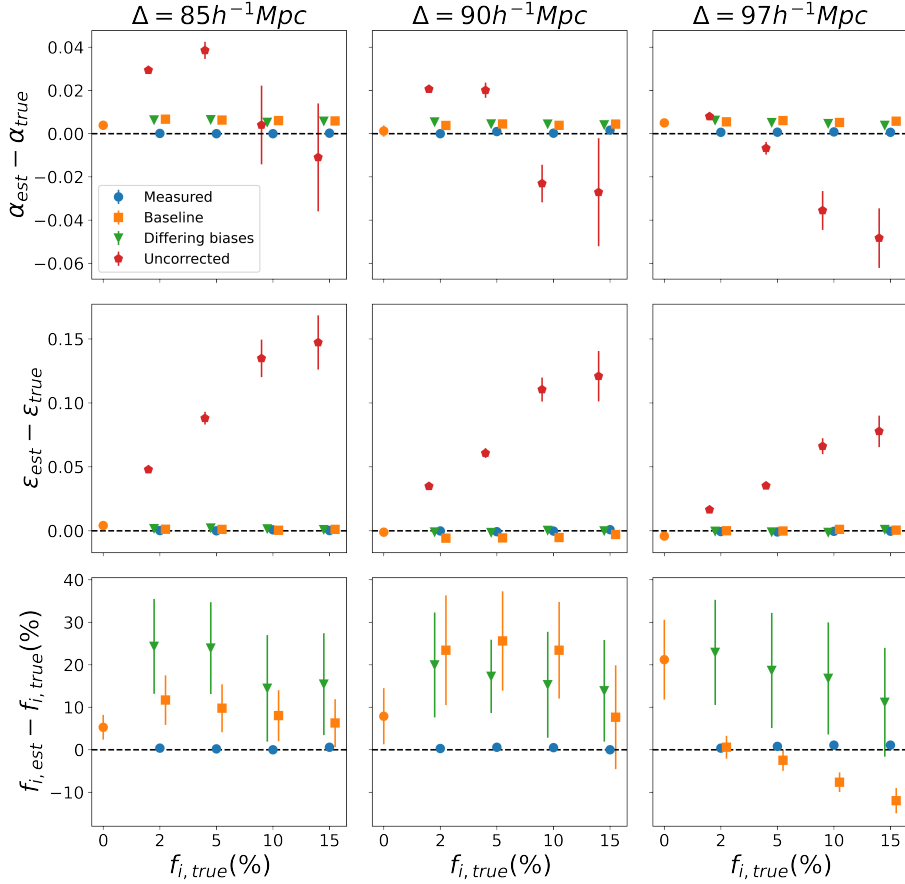 Δ = 85h⁻¹Mpc Δ = 90h⁻¹Mpc Δ = 97h⁻¹Mpc
α_est − α_true
0.04
0.02
0.00
−0.02
−0.04
−0.06
Measured
Baseline
Differing biases
Uncorrected
ε_est − ε_true
0.15
0.10
0.05
0.00
f_i,est − f_i,true(%)
40
30
20
10
0
−10
0 2 5 10 15 0 2 5 10 15 0 2 5 10 15
f_i,true(%) f_i,true(%) f_i,true(%)